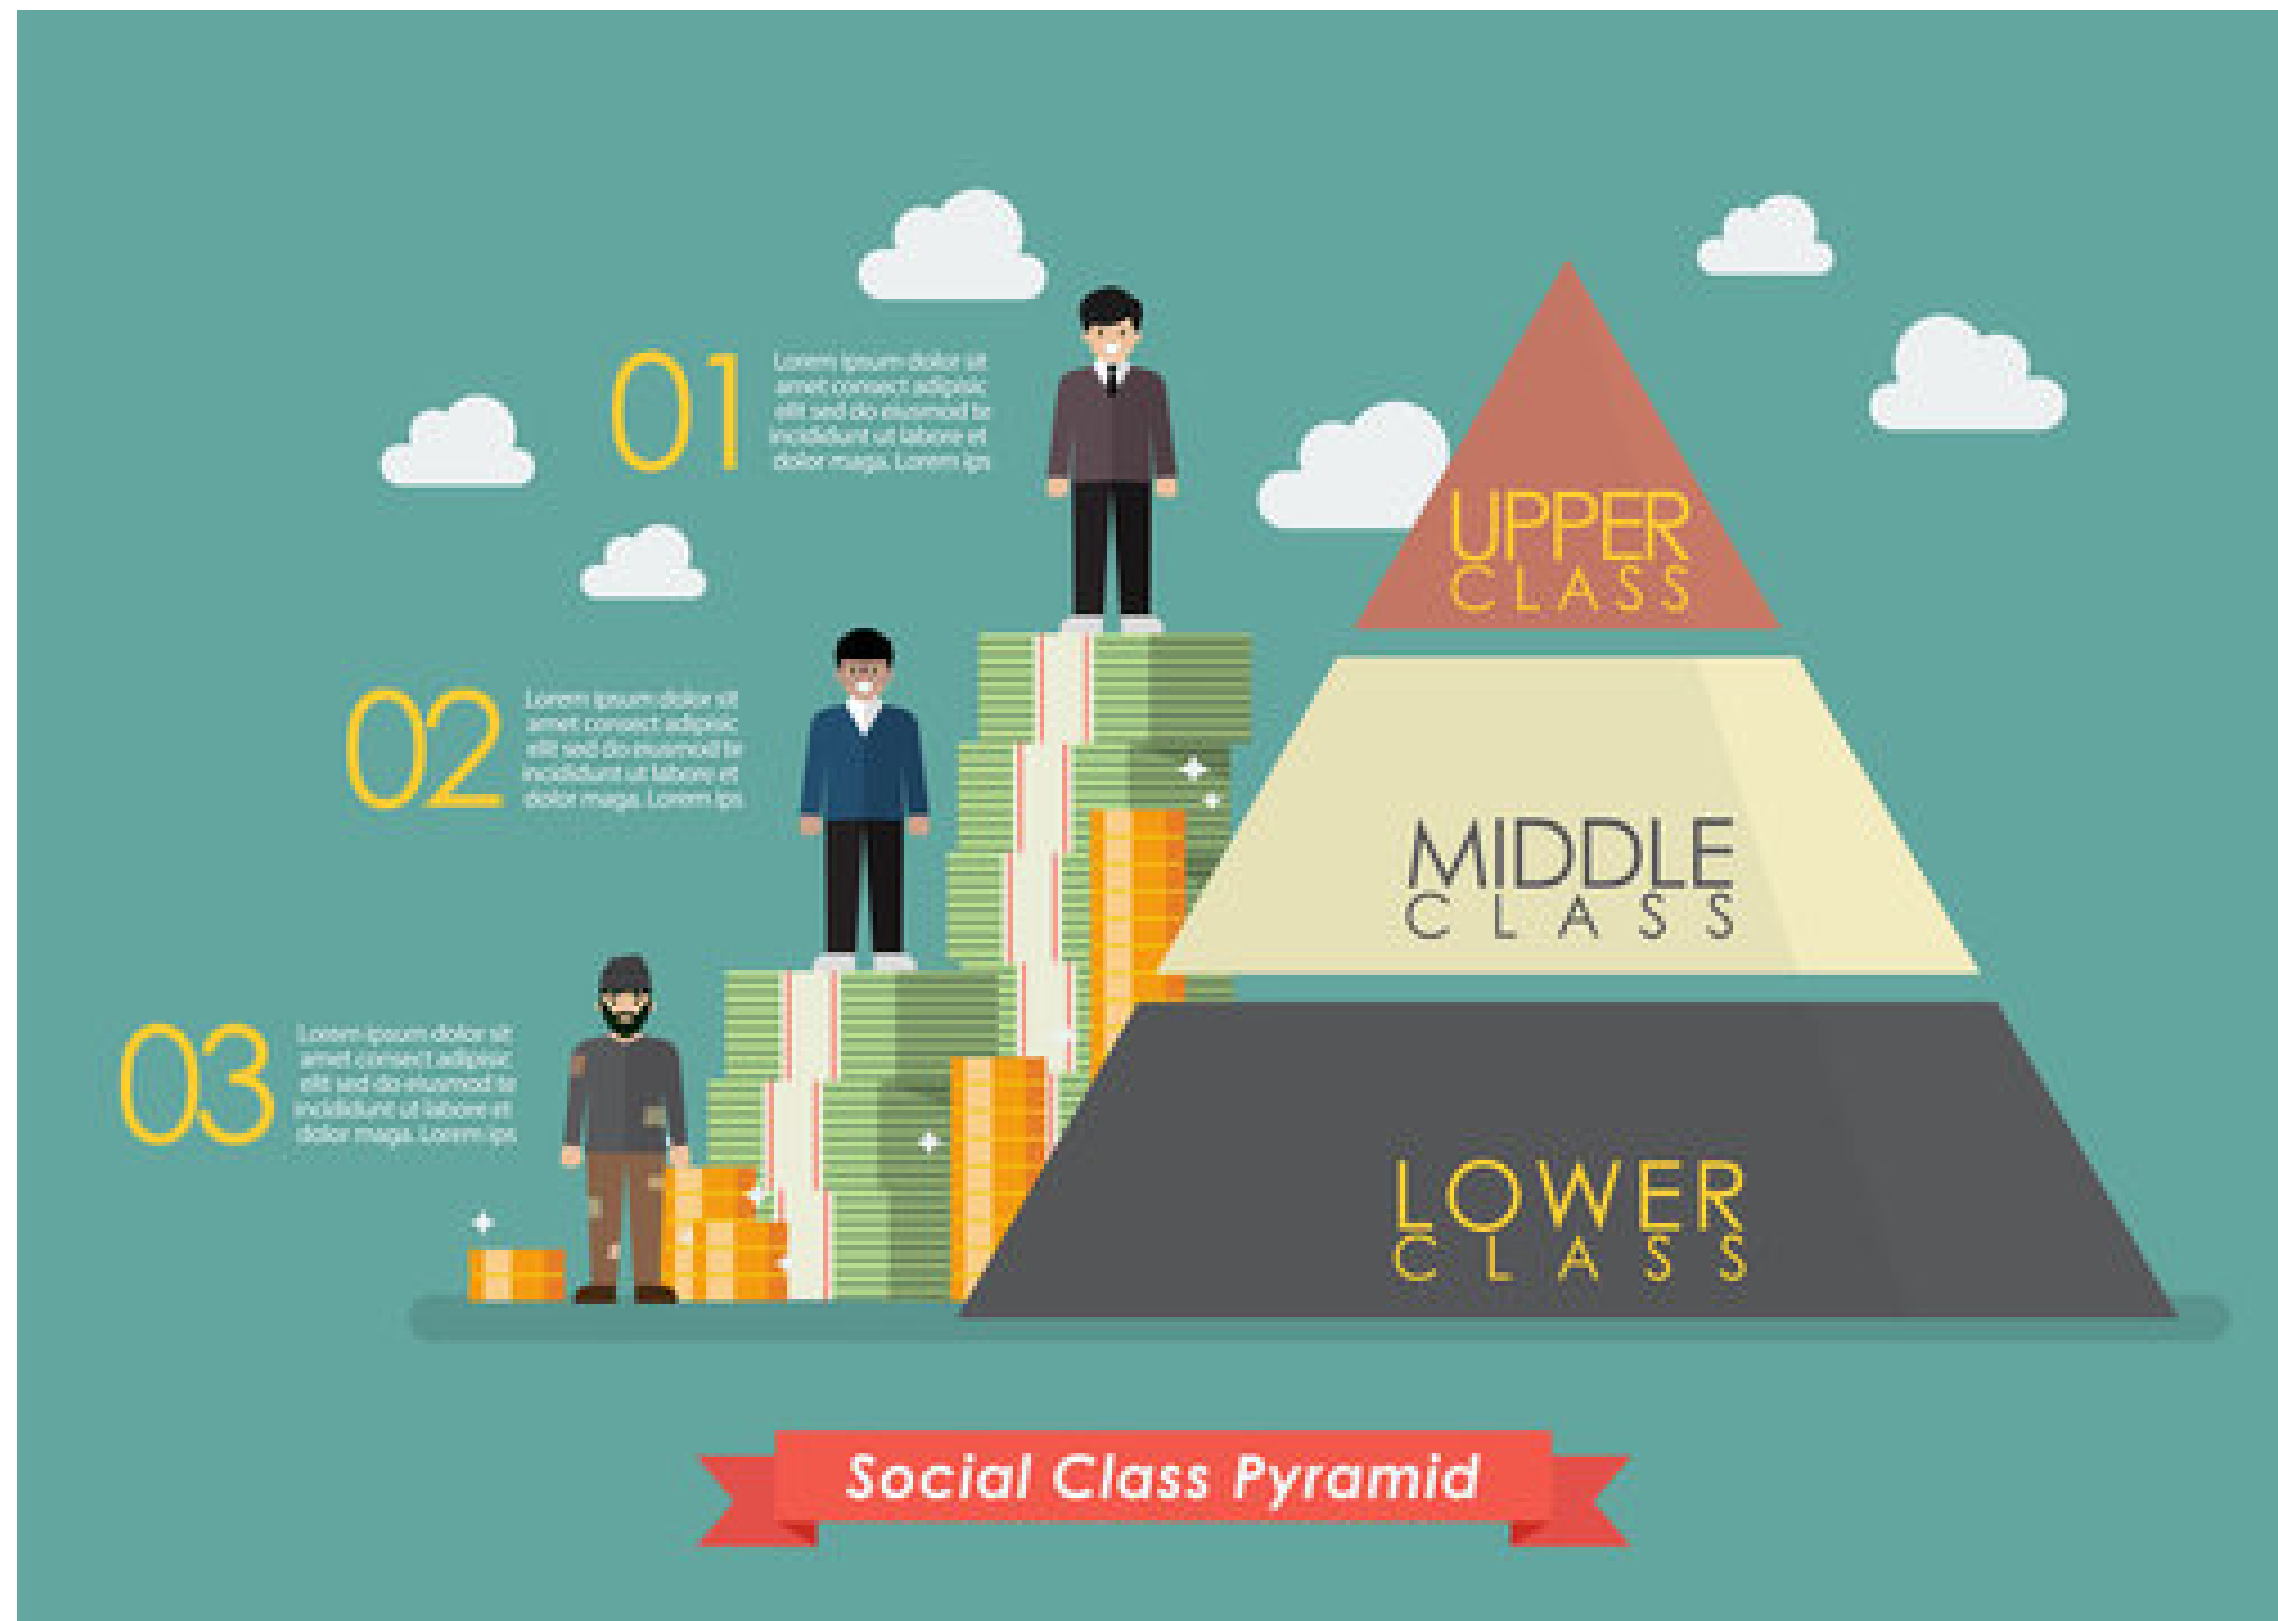 01
Lorem ipsum dolor sit
amet consect adipisic
elit sed do eiusmod te
incididunt ut labore et
dolor maga. Lorem ips
02
Lorem ipsum dolor sit
amet consect adipisic
elit sed do eiusmod te
incididunt ut labore et
dolor maga. Lorem ips
03
Lorem ipsum dolor sit
amet consect adipisic
elit sed do eiusmod te
incididunt ut labore et
dolor maga. Lorem ips
UPPER
CLASS
MIDDLE
CLASS
LOWER
CLASS
Social Class Pyramid